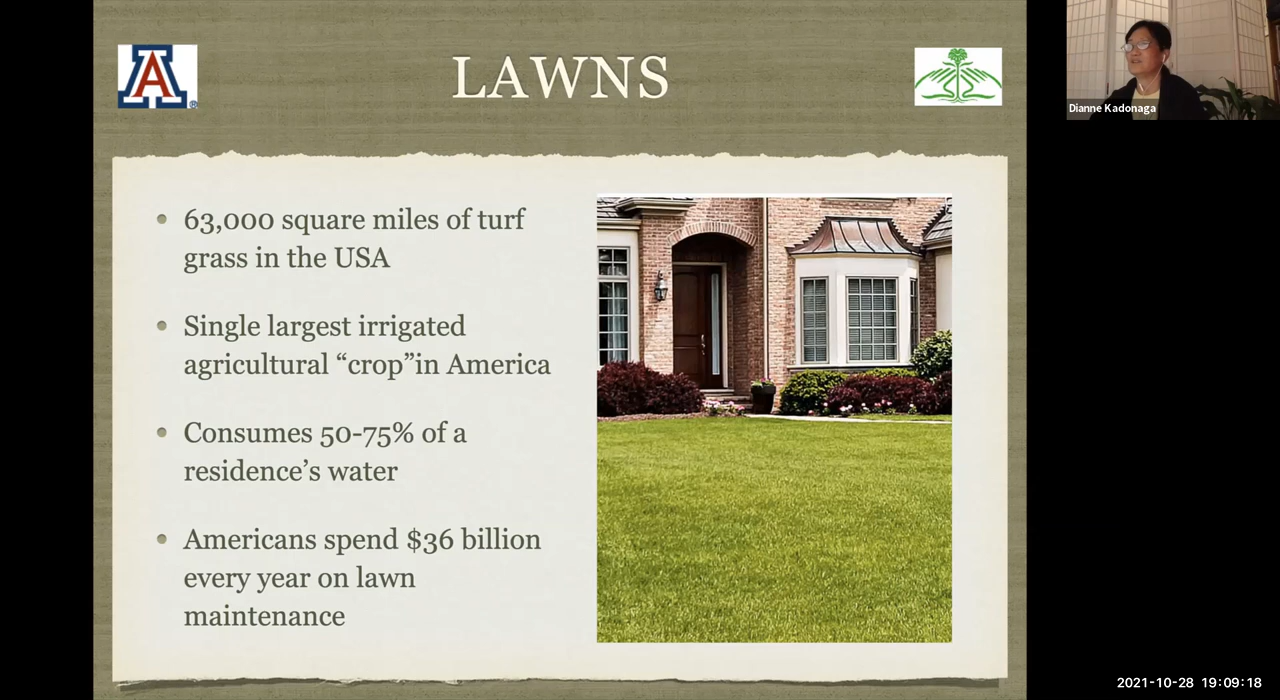 LAWNS
A
®
63,000 square miles of turf
grass in the USA
Single largest irrigated
agricultural “crop”in America
Consumes 50-75% of a
residence’s water
Americans spend $36 billion
every year on lawn
maintenance
Dianne Kadonaga
2021-10-28 19:09:18